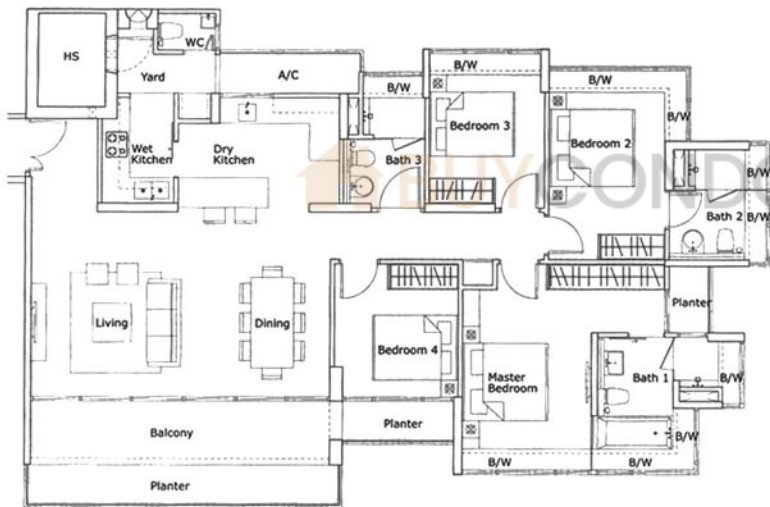 HS
WC
Yard
A/C
B/W
B/W
B/W
B/W
Wet
Kitchen
Dry
Kitchen
Bath 3
Bedroom 3
Bedroom 2
BUYCONDO
B/W
Bath 2
B/W
Living
Dining
Bedroom 4
Master
Bedroom
Planter
Bath 1
B/W
Balcony
Planter
B/W
B/W
B/W
Planter